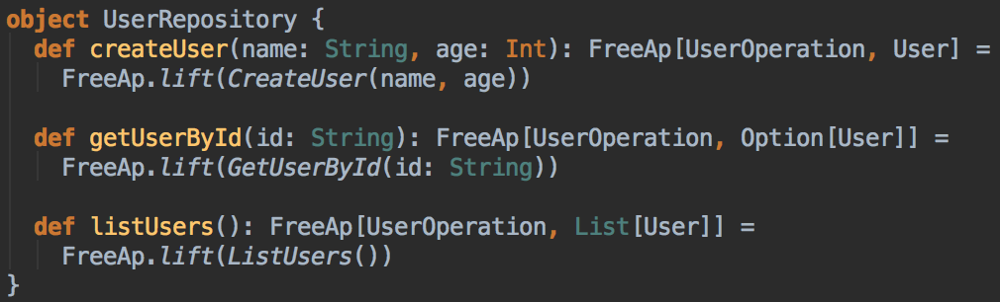 object UserRepository {
  def createUser(name: String, age: Int): FreeAp[UserOperation, User] =
    FreeAp.lift(CreateUser(name, age))

  def getUserById(id: String): FreeAp[UserOperation, Option[User]] =
    FreeAp.lift(GetUserById(id: String))

  def listUsers(): FreeAp[UserOperation, List[User]] =
    FreeAp.lift(ListUsers())
}